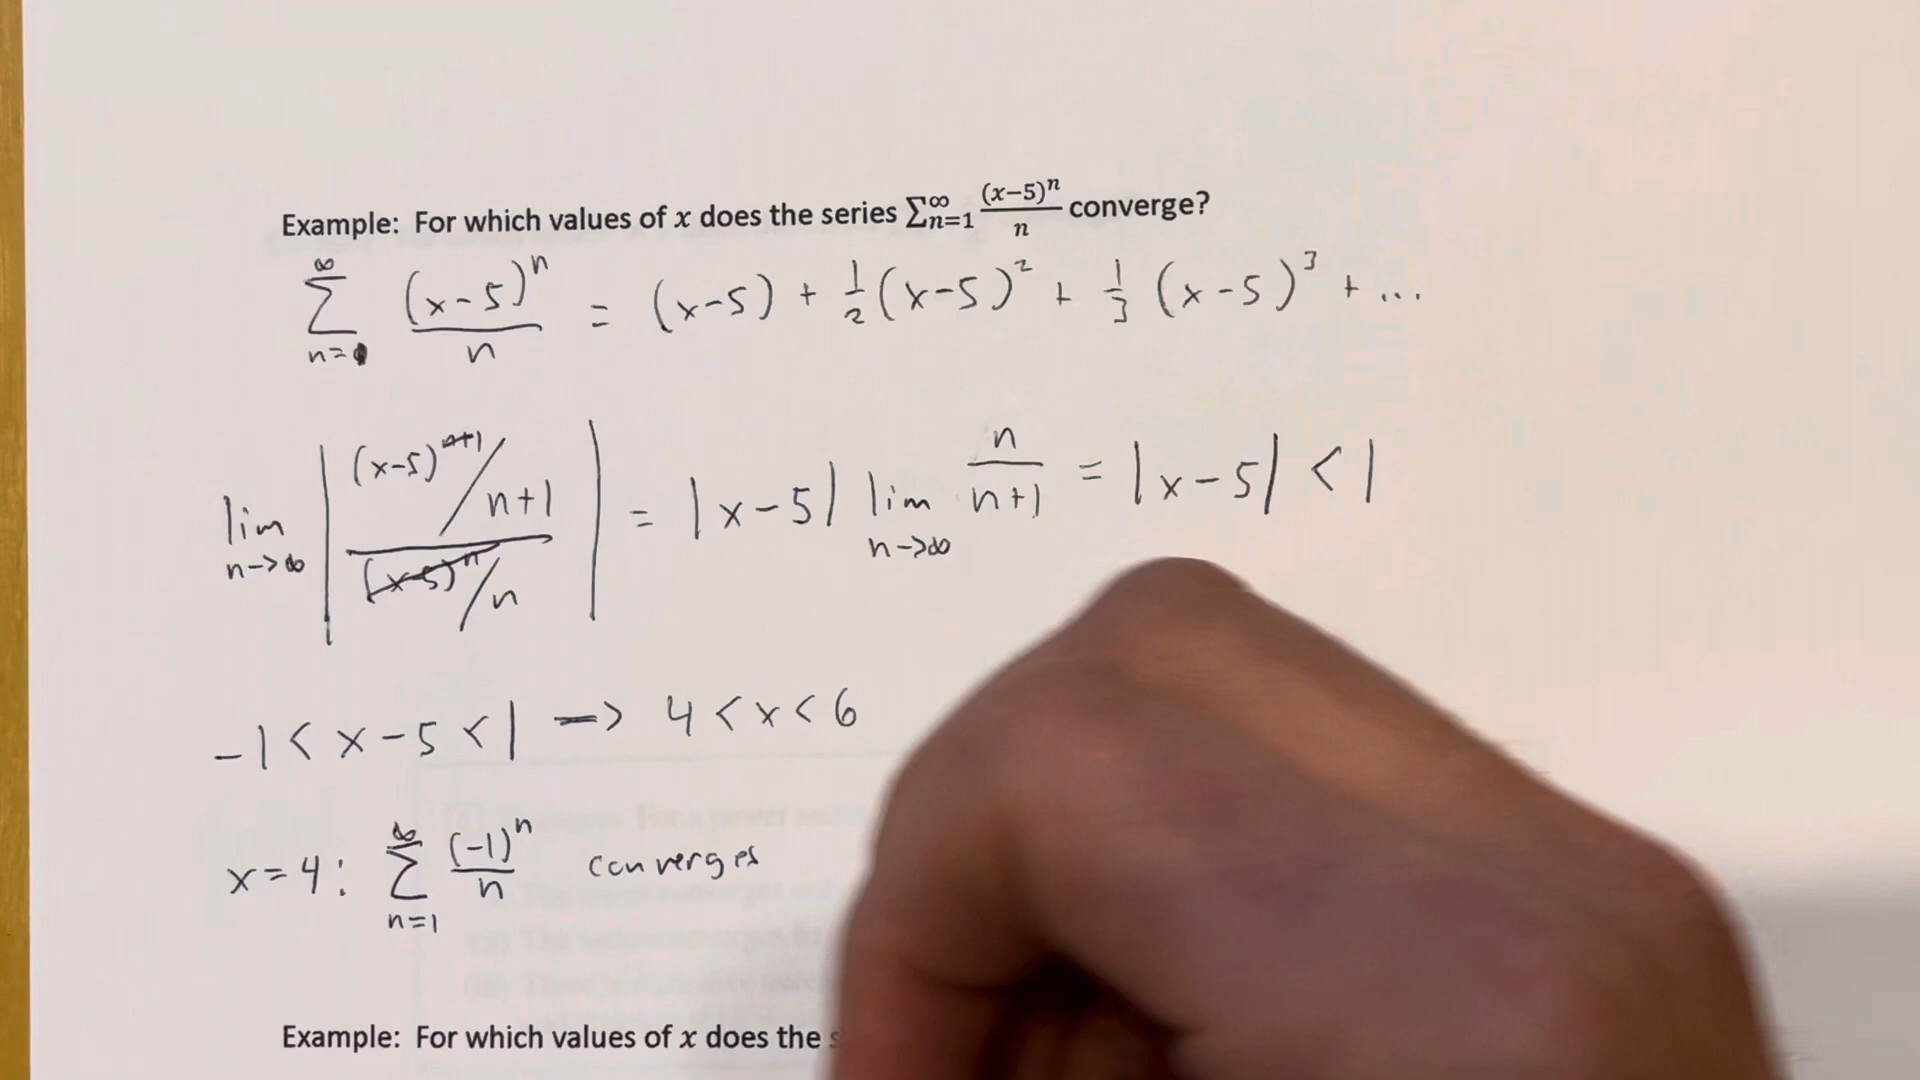 Example: For which values of x does the series ∑_{n=1}^{∞} (x−5)^n / n converge?
∑_{n=1}^{∞} (x-5)^n / n = (x-5) + 1/2 (x-5)^2 + 1/3 (x-5)^3 + ...
lim_{n->∞} | ((x-5)^{n+1} / n+1) / ((x-5)^n / n) | = |x-5| lim_{n->∞} n / n+1 = |x-5| < 1
-1 < x-5 < 1 -> 4 < x < 6
x=4: ∑_{n=1}^{∞} (-1)^n / n converges
Example: For which values of x does the